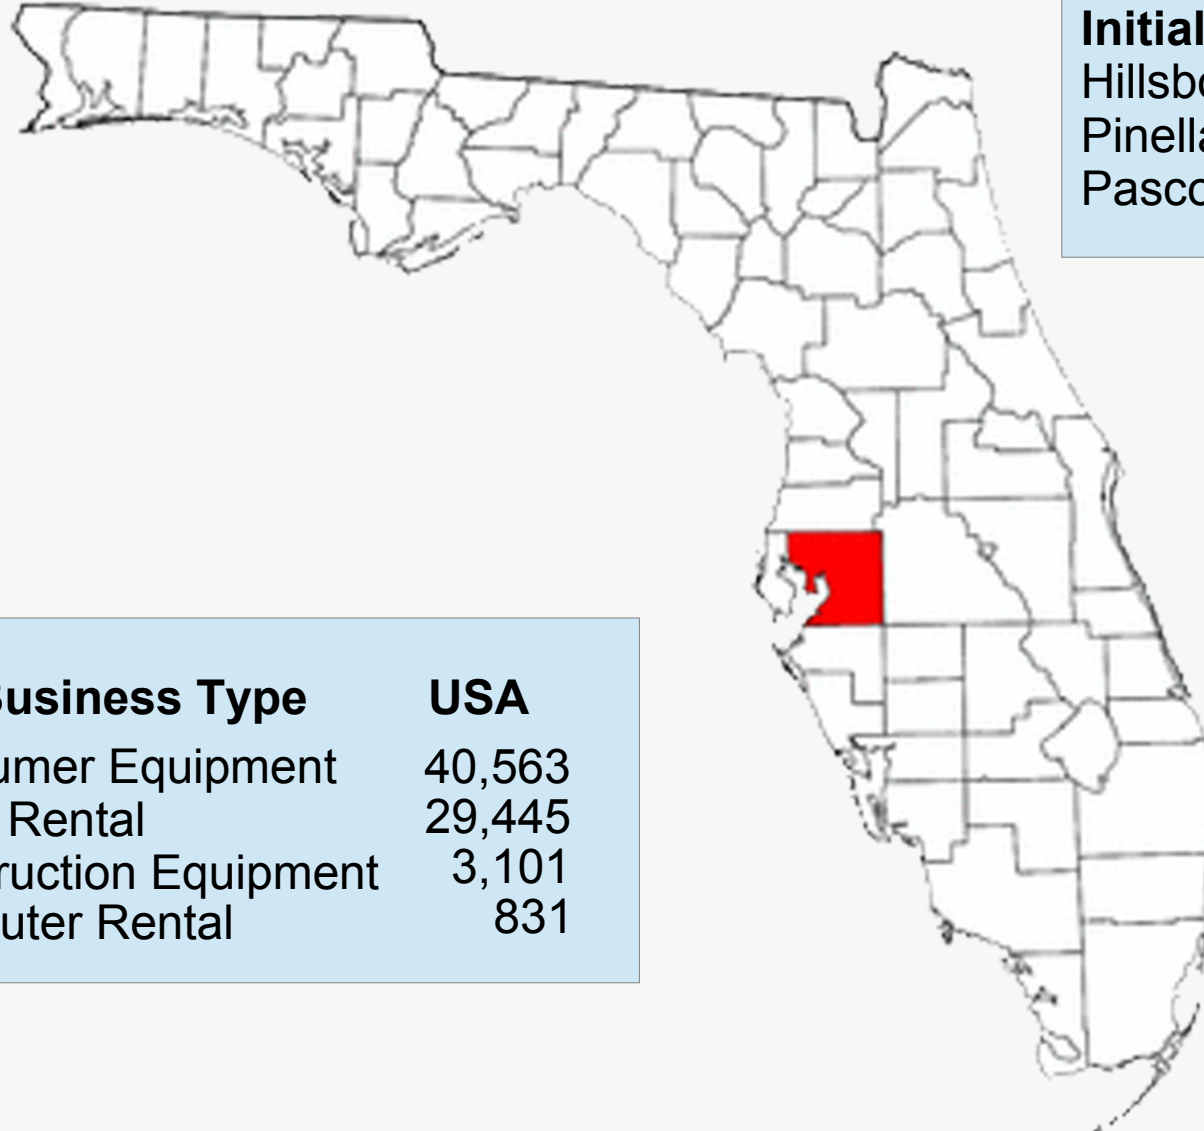 Initial
Hillsbo
Pinella
Pasco
Business Type USA
umer Equipment 40,563
Rental 29,445
ruction Equipment 3,101
uter Rental 831